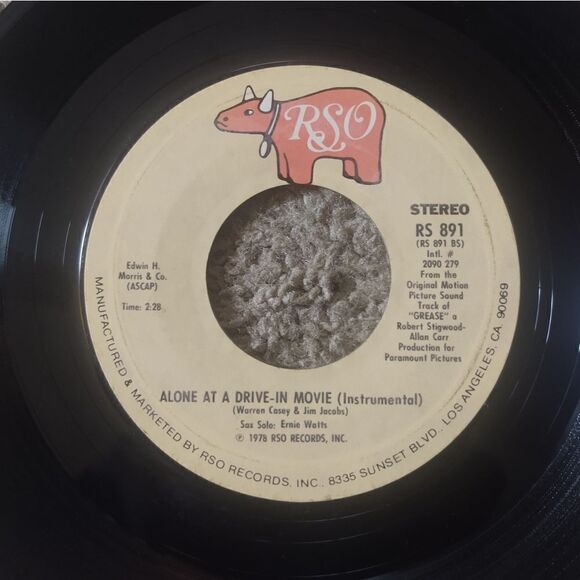 RSO
STEREO
RS 891
(RS 891 BS)
Intl. #
2090 279
From the
Original Motion
Picture Sound
Track of
"GREASE" a
Robert Stigwood-
Allan Carr
Production for
Paramount Pictures
Edwin H.
Morris & Co.
(ASCAP)
Time: 2:28
ALONE AT A DRIVE-IN MOVIE (Instrumental)
(Warren Casey & Jim Jacobs)
Sax Solo: Ernie Watts
℗ 1978 RSO RECORDS, INC.
MANUFACTURED & MARKETED BY RSO RECORDS, INC., 8335 SUNSET BLVD., LOS ANGELES, CA. 90069